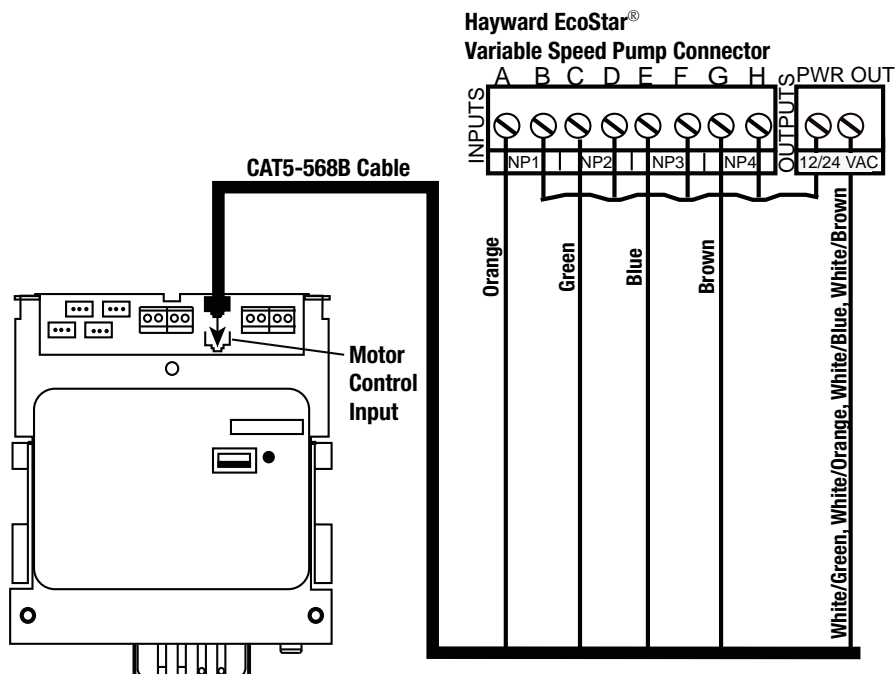 Hayward EcoStar®
Variable Speed Pump Connector
A B C D E F G H
PWR OUT
INPUTS
OUTPUTS
NP1 NP2 NP3 NP4
12/24 VAC
CAT5-568B Cable
Orange
Green
Blue
Brown
White/Green, White/Orange, White/Blue, White/Brown
Motor
Control
Input